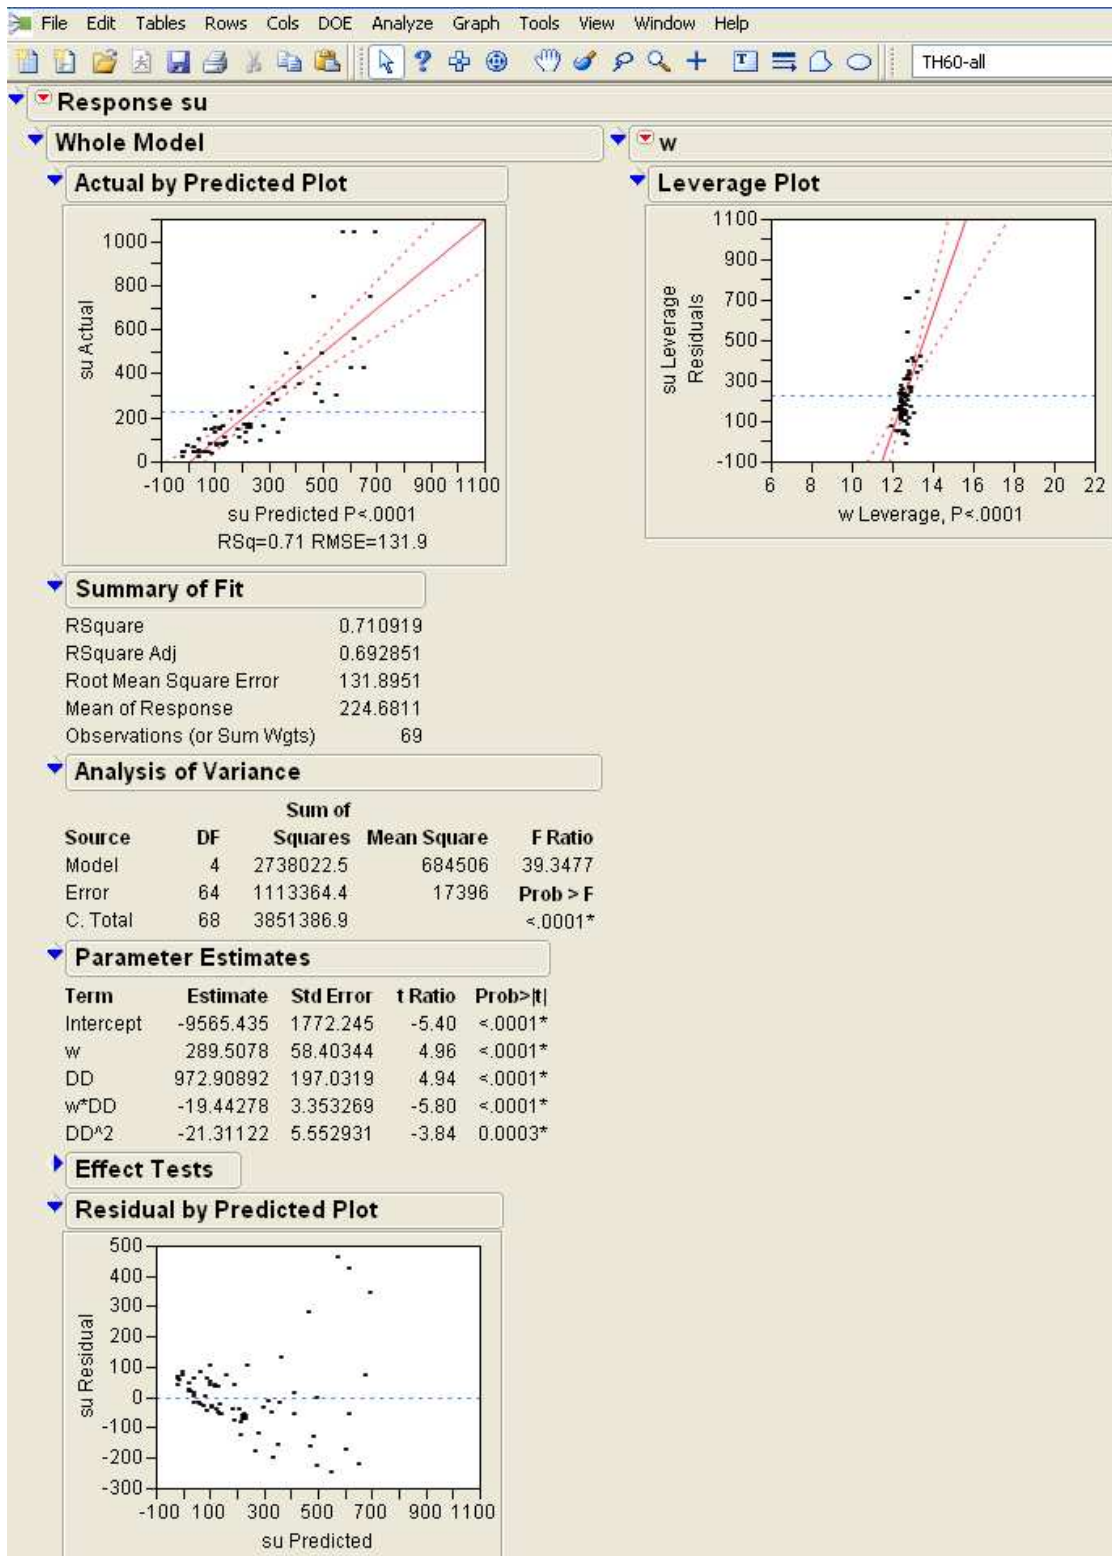 File Edit Tables Rows Cols DOE Analyze Graph Tools View Window Help
TH60-all
Response su
Whole Model
Actual by Predicted Plot
su Actual
1000
800
600
400
200
0
-100 100 300 500 700 900 1100
su Predicted P<.0001
RSq=0.71 RMSE=131.9
w
Leverage Plot
su Leverage
Residuals
1100
900
700
500
300
100
-100
6 8 10 12 14 16 18 20 22
w Leverage, P<.0001
Summary of Fit
RSquare 0.710919
RSquare Adj 0.692851
Root Mean Square Error 131.8951
Mean of Response 224.6811
Observations (or Sum Wgts) 69
Analysis of Variance
Sum of
Source DF Squares Mean Square F Ratio
Model 4 2738022.5 684506 39.3477
Error 64 1113364.4 17396 Prob > F
C. Total 68 3851386.9 <.0001*
Parameter Estimates
Term Estimate Std Error t Ratio Prob>|t|
Intercept -9565.435 1772.245 -5.40 <.0001*
w 289.5078 58.40344 4.96 <.0001*
DD 972.90892 197.0319 4.94 <.0001*
w*DD -19.44278 3.353269 -5.80 <.0001*
DD^2 -21.31122 5.552931 -3.84 0.0003*
Effect Tests
Residual by Predicted Plot
su Residual
500
400
300
200
100
0
-100
-200
-300
-100 100 300 500 700 900 1100
su Predicted